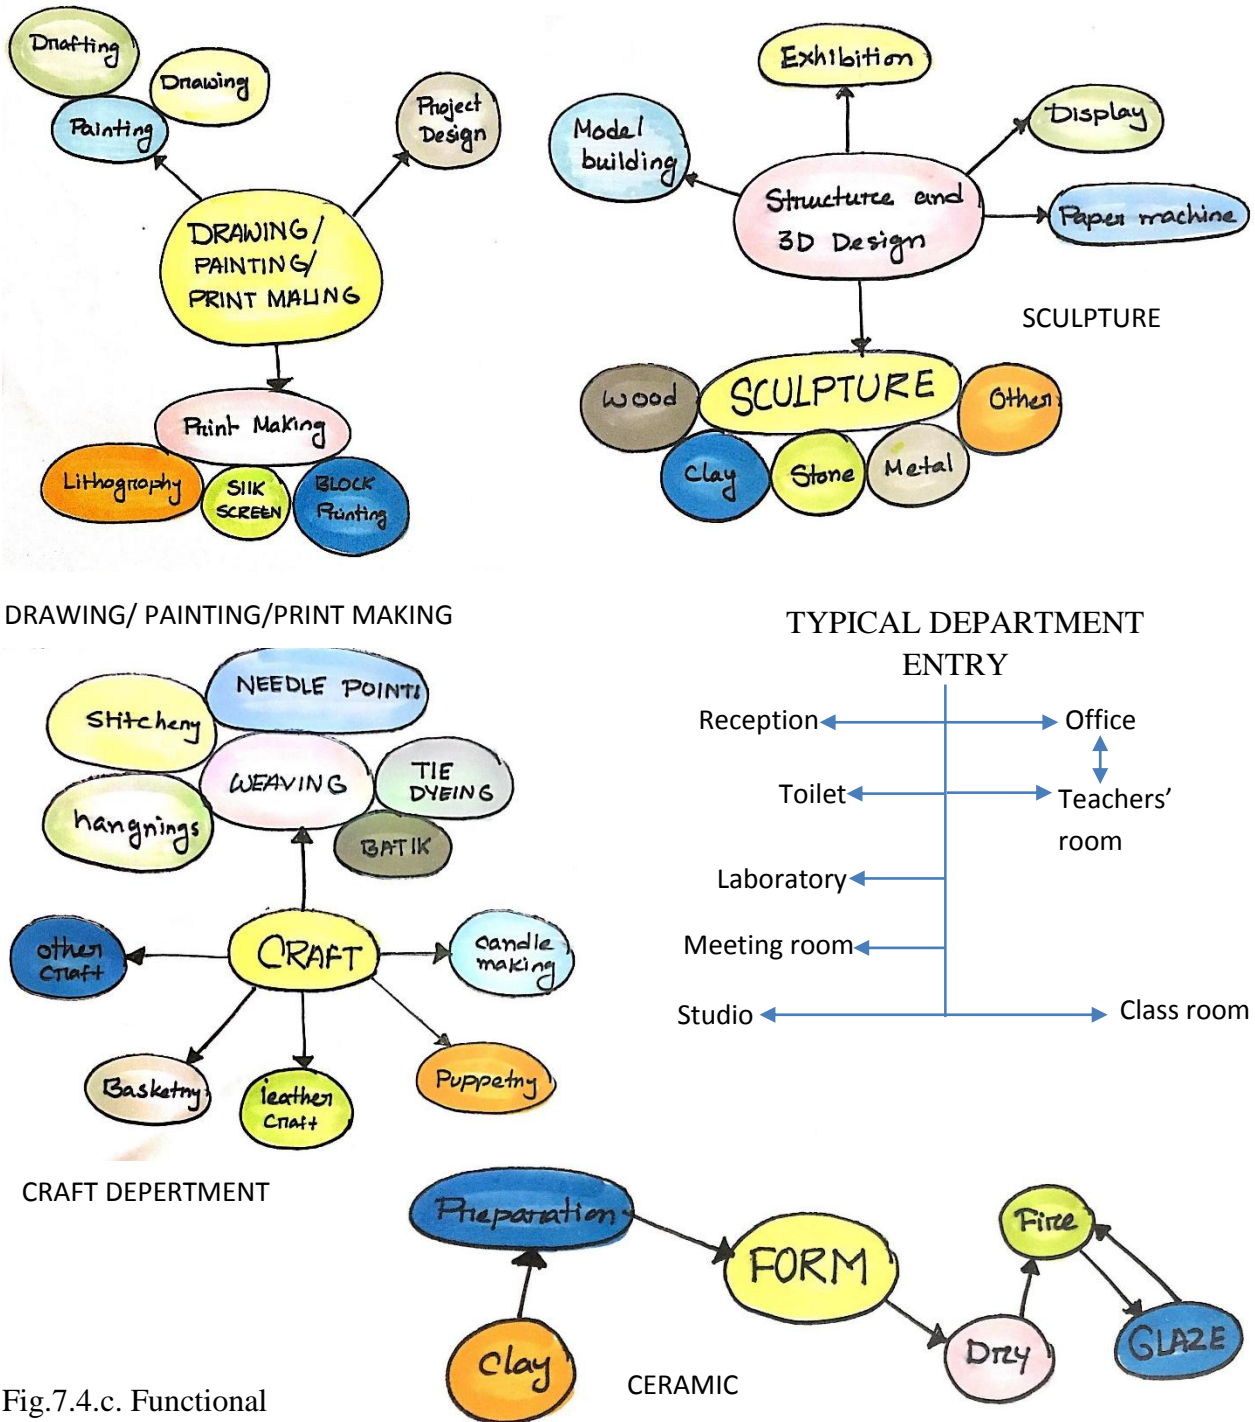 Drafting
Drawing
Painting
Project
Design
DRAWING/
PAINTING/
PRINT MALING
Print Making
Lithography
SIlK
SCREEN
BLOCK
Printing
DRAWING/ PAINTING/PRINT MAKING
Exhibition
Model
building
Display
Structure and
3D Design
Paper machine
SCULPTURE
Wood
SCULPTURE
Other
Clay
Stone
Metal
NEEDLE POINTS
Stitchery
WEAVING
TIE
DYEING
hangnings
BATIK
other
craft
CRAFT
candle
making
Basketry
leather
craft
Puppetry
CRAFT DEPERTMENT
TYPICAL DEPARTMENT
ENTRY
Reception
Office
Toilet
Teachers'
room
Laboratory
Meeting room
Studio
Class room
Preparation
FORM
Fire
Clay
Dry
GLAZE
CERAMIC
Fig.7.4.c. Functional